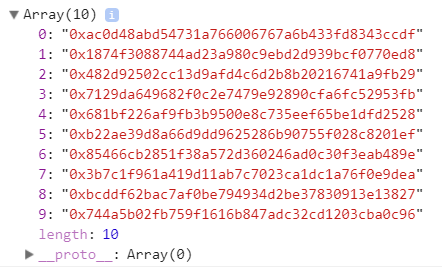 ▼ Array(10) i
0: "0xac0d48abd54731a766006767a6b433fd8343ccdf"
1: "0x1874f3088744ad23a980c9ebd2d939bcf0770ed8"
2: "0x482d92502cc13d9afd4c6d2b8b20216741a9fb29"
3: "0x7129da649682f0c2e7479e92890cfa6fc52953fb"
4: "0x681bf226af9fb3b9500e8c735eef65be1dfd2528"
5: "0xb22ae39d8a66d9dd9625286b90755f028c8201ef"
6: "0x85466cb2851f38a572d360246ad0c30f3eab489e"
7: "0x3b7c1f961a419d11ab7c7023ca1dc1a76f0e9dea"
8: "0xbcddf62bac7af0be794934d2be37830913e13827"
9: "0x744a5b02fb759f1616b847adc32cd1203cba0c96"
length: 10
▶ __proto__: Array(0)